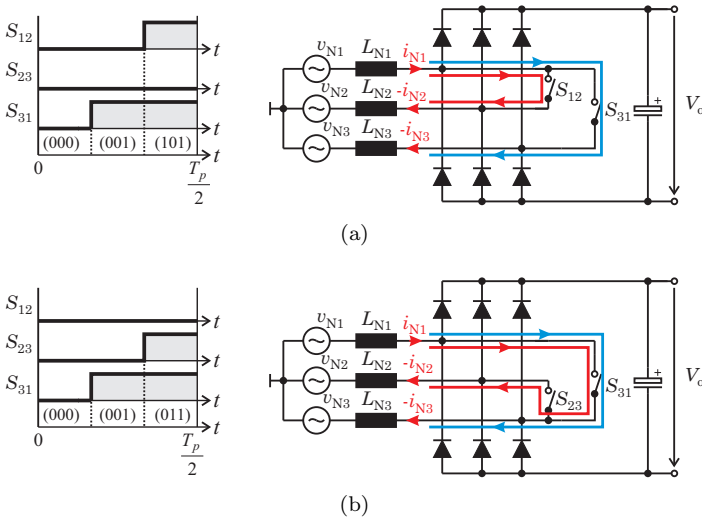 S12 t
S23 t
S31 t
(000) (001) (101) t
0 Tp/2
vN1 LN1 iN1
vN2 LN2 -iN2 S12
vN3 LN3 -iN3 S31
+
(a)
S12 t
S23 t
S31 t
(000) (001) (011) t
0 Tp/2
vN1 LN1 iN1
vN2 LN2 -iN2
vN3 LN3 -iN3 S23 S31
+
(b)